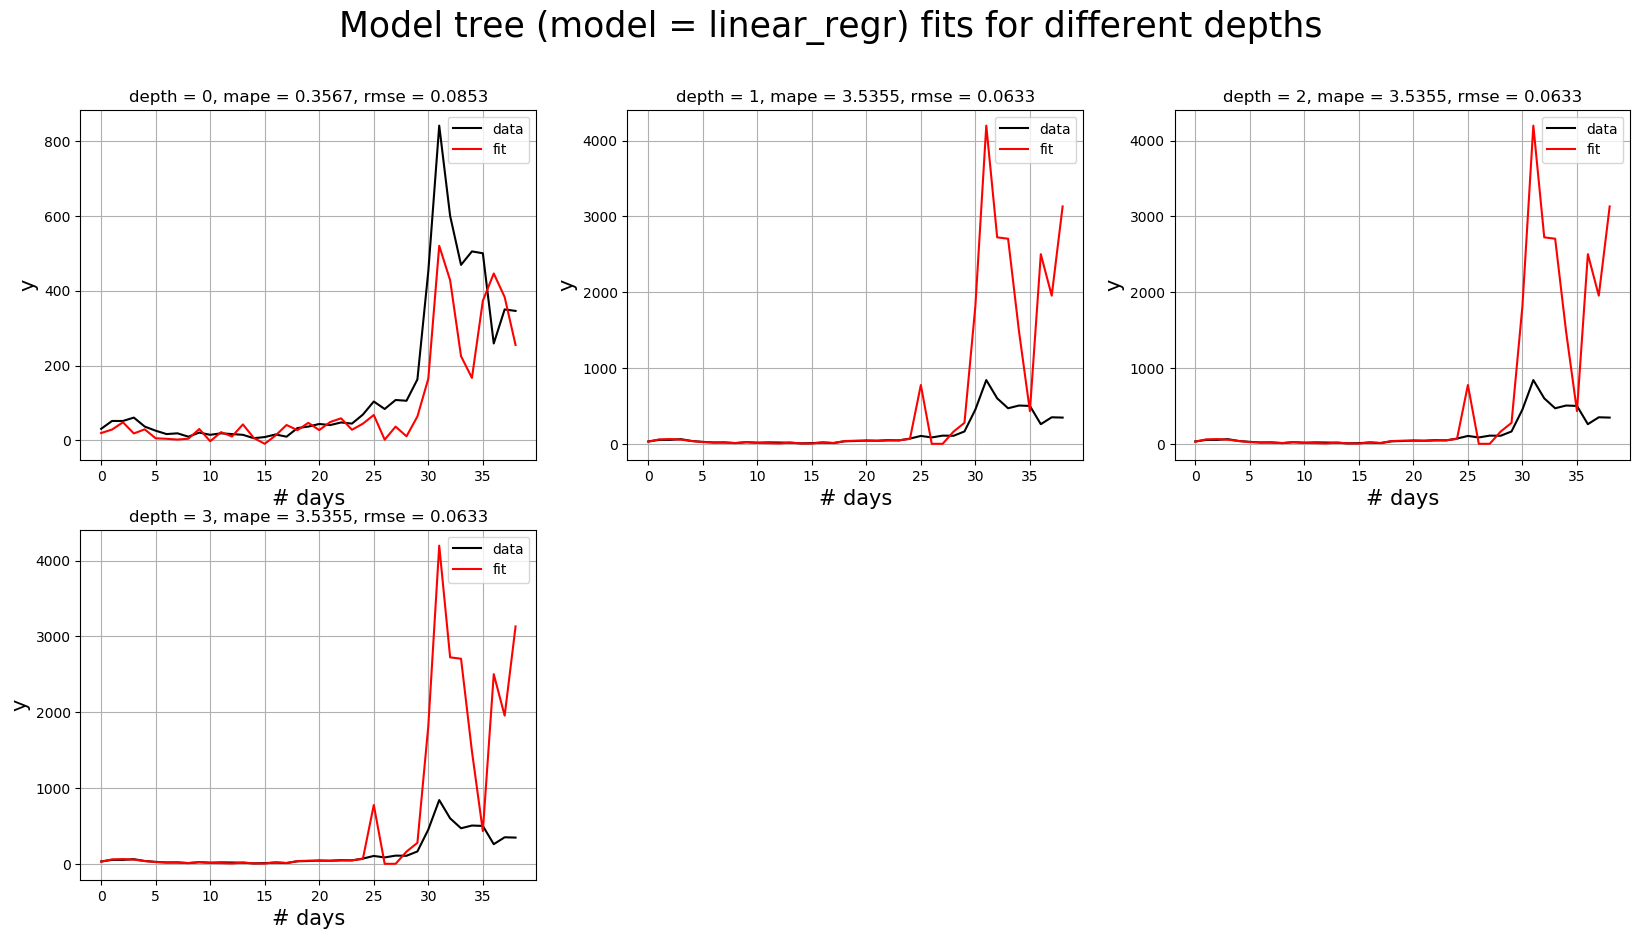 Model tree (model = linear_regr) fits for different depths
depth = 0, mape = 0.3567, rmse = 0.0853
data
fit
800
600
400
200
0
y
0 5 10 15 20 25 30 35
# days
depth = 1, mape = 3.5355, rmse = 0.0633
data
fit
4000
3000
2000
1000
0
y
0 5 10 15 20 25 30 35
# days
depth = 2, mape = 3.5355, rmse = 0.0633
data
fit
4000
3000
2000
1000
0
y
0 5 10 15 20 25 30 35
# days
depth = 3, mape = 3.5355, rmse = 0.0633
data
fit
4000
3000
2000
1000
0
y
0 5 10 15 20 25 30 35
# days